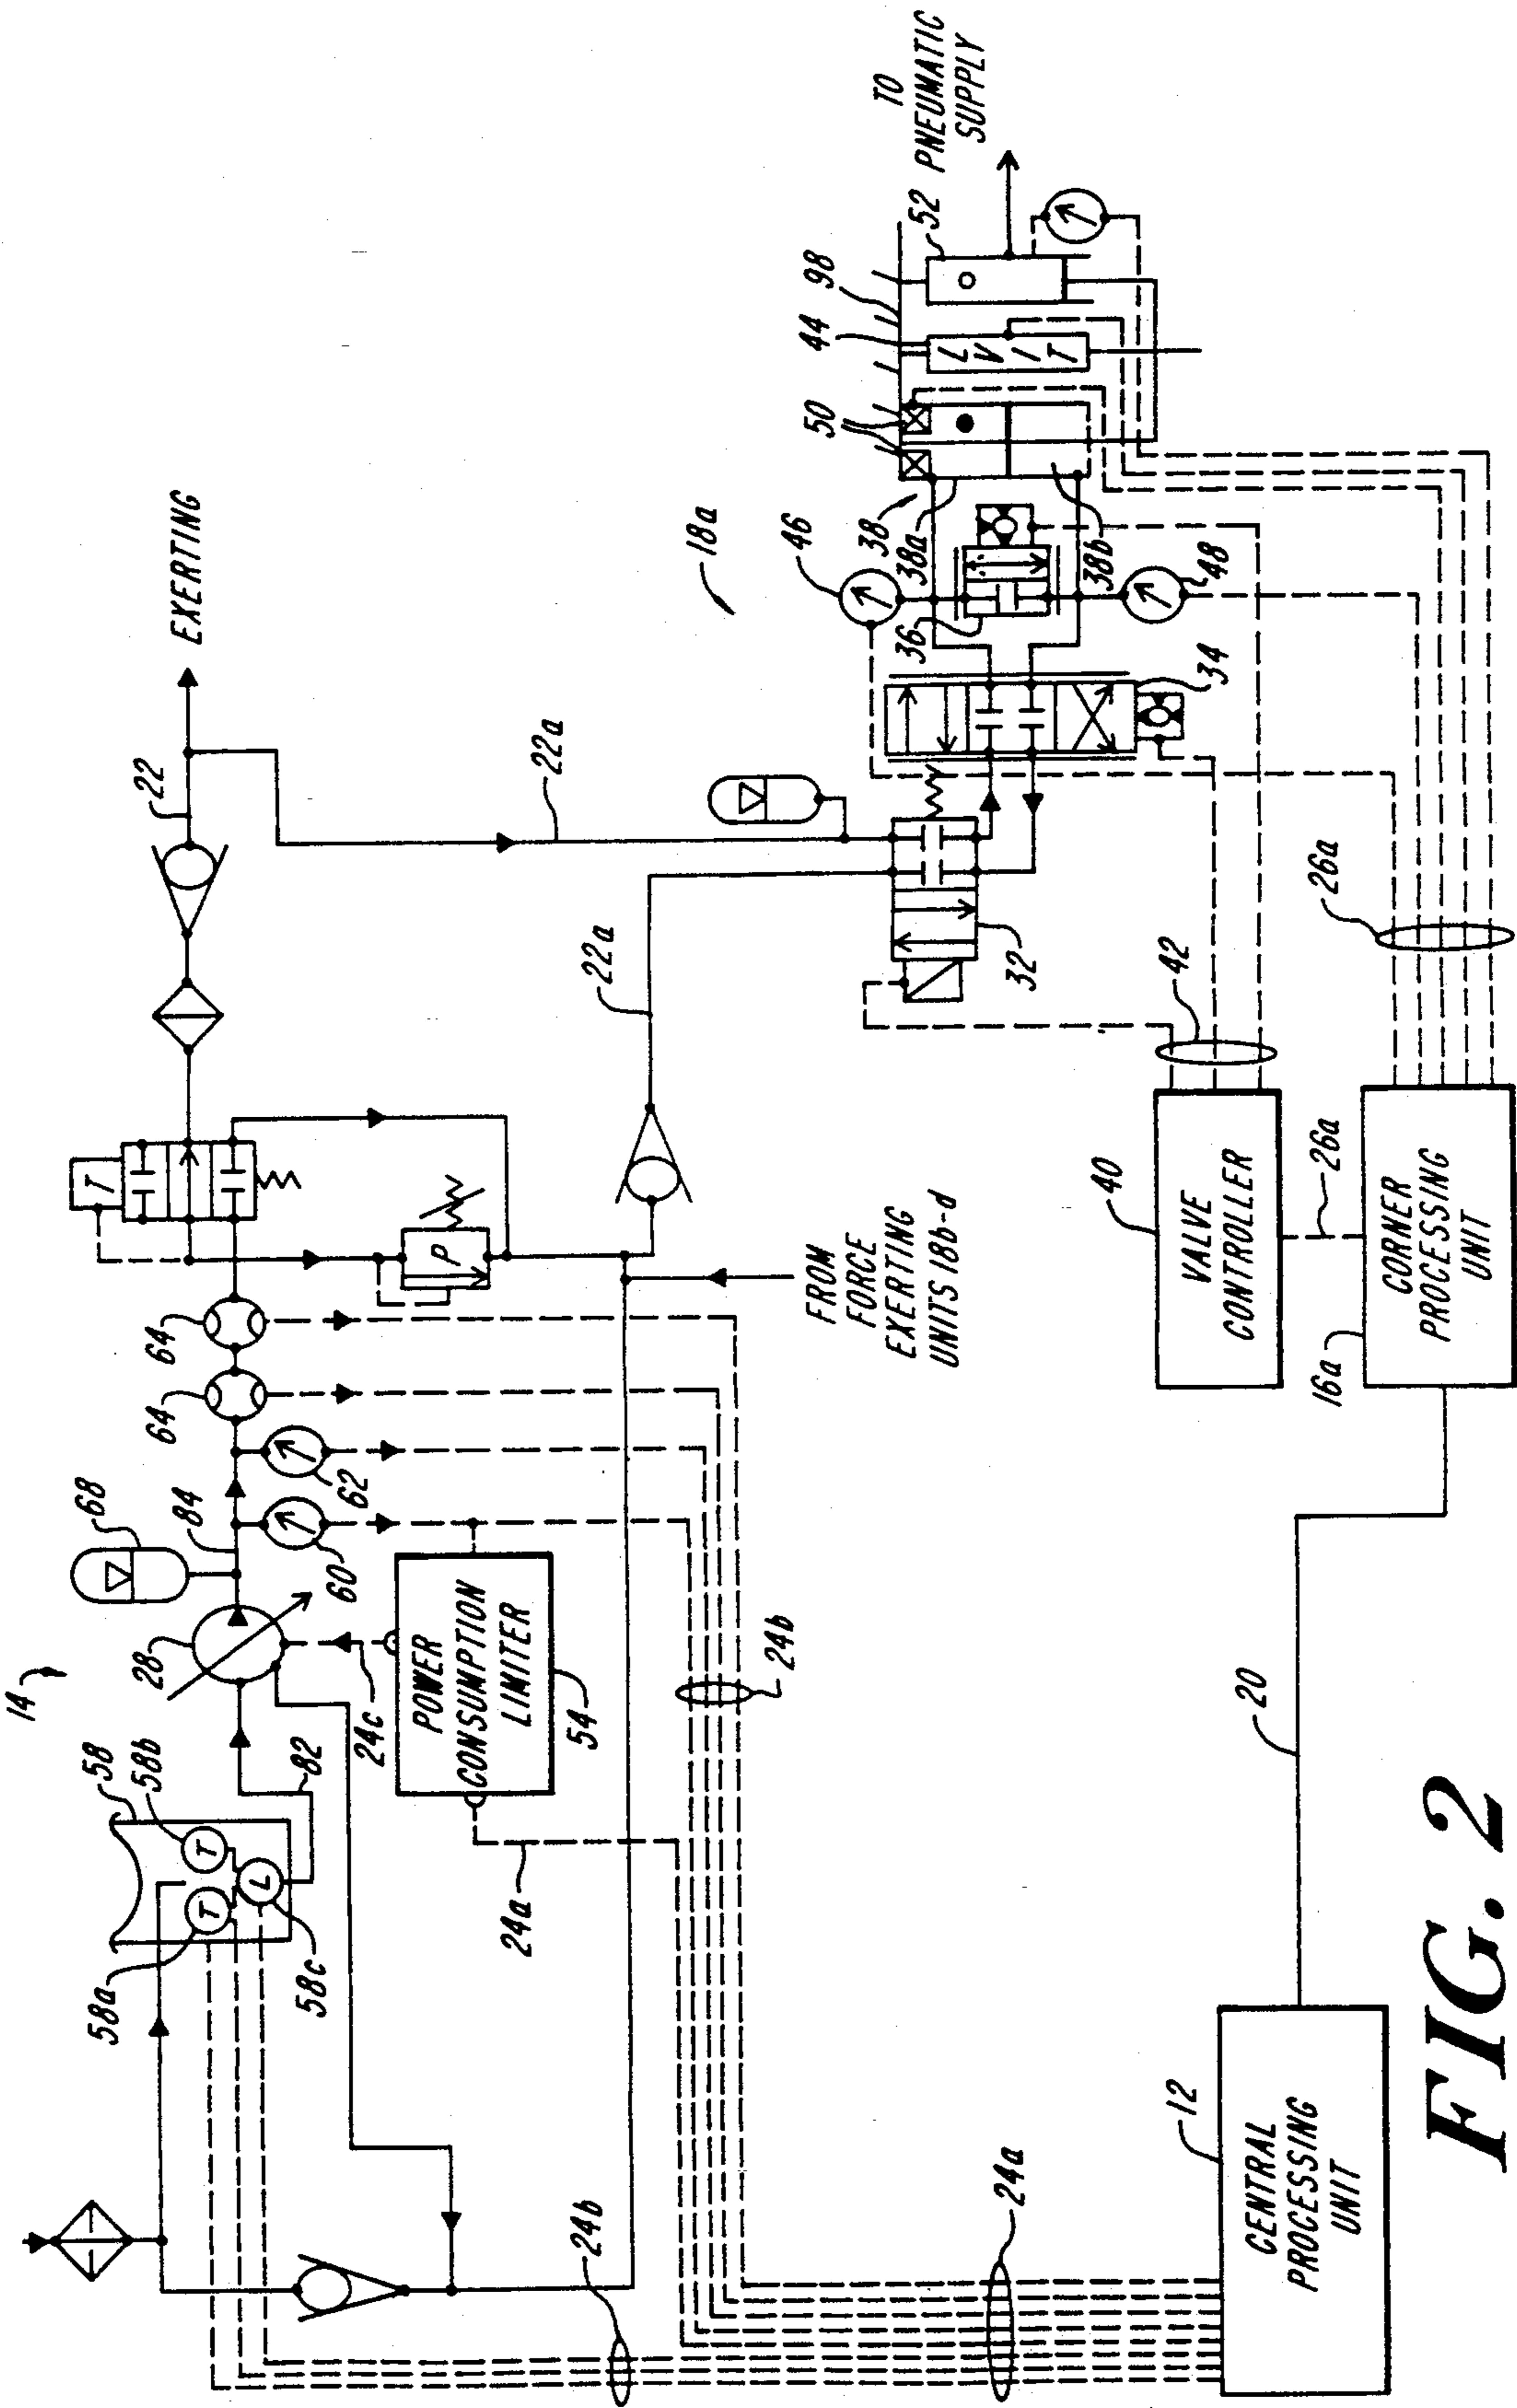 14
58
58b
58a
58c
T
T
L
82
28
68
84
60
62
64
64
T
P
22
EXERTING
22a
22a
24c
POWER
CONSUMPTION
LIMITER
54
24a
24b
24b
24a
FROM
FORCE
EXERTING
UNITS 18b-d
18a
46
38
38a
38b
36
34
32
48
50
44
98
52
LVIT
TO
PNEUMATIC
SUPPLY
42
26a
40
VALVE
CONTROLLER
26a
16a
CORNER
PROCESSING
UNIT
20
12
CENTRAL
PROCESSING
UNIT
FIG. 2